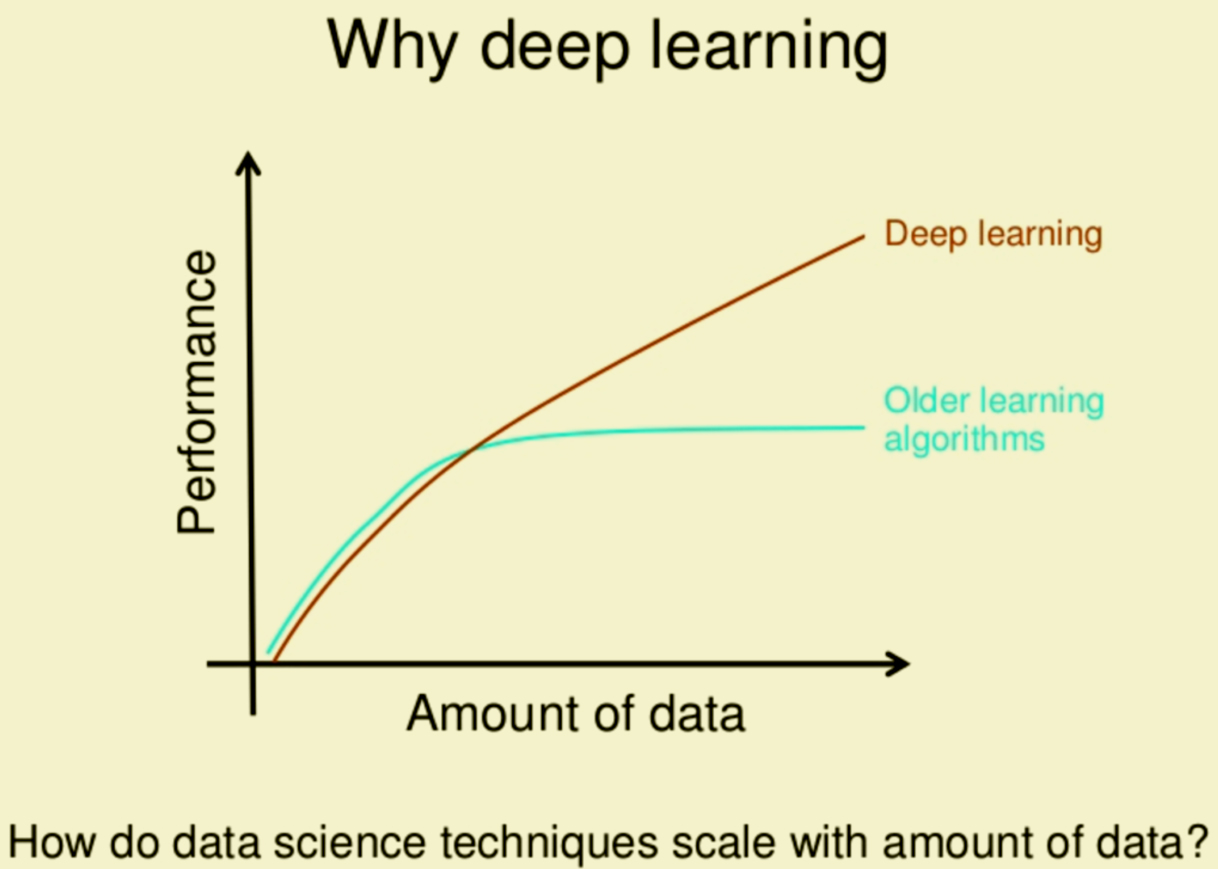 Why deep learning
Deep learning
Performance
Older learning
algorithms
Amount of data
How do data science techniques scale with amount of data?